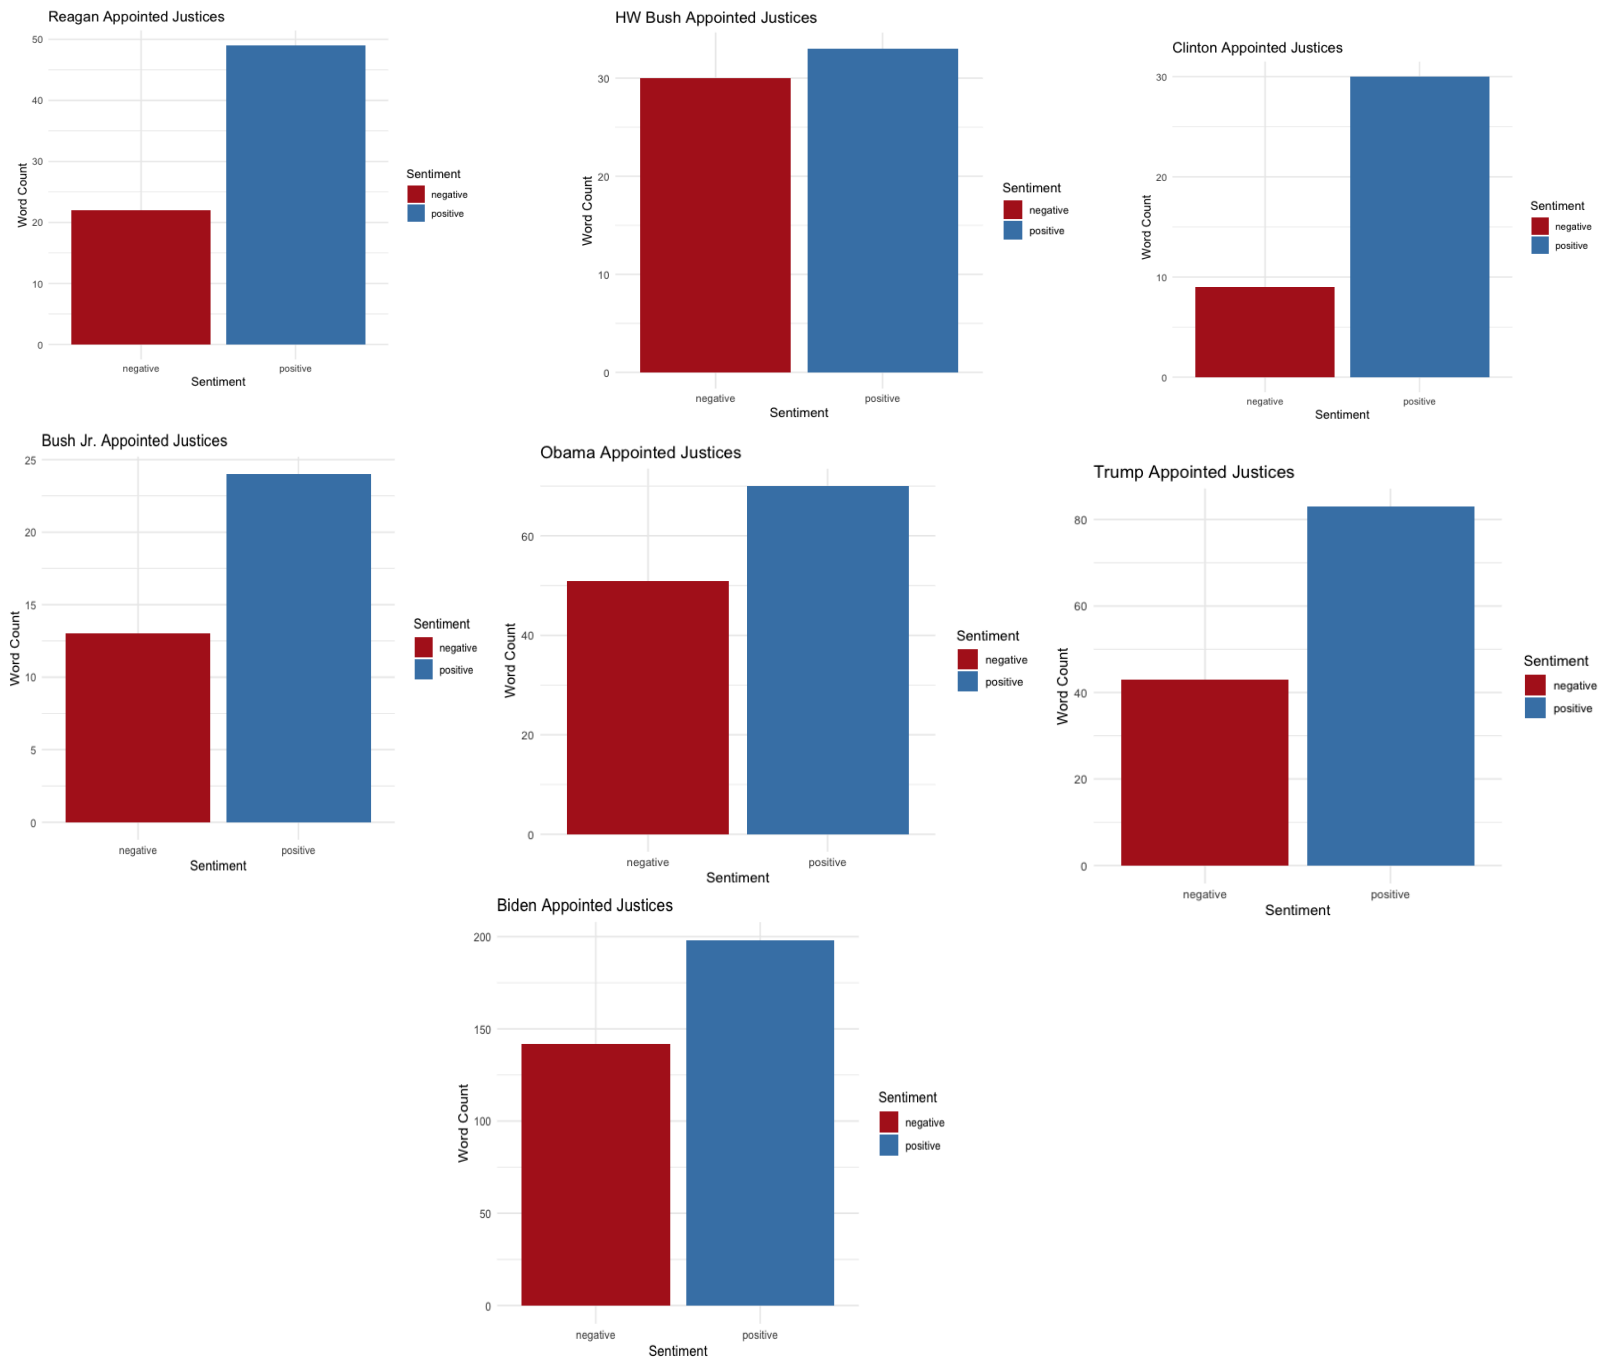 Reagan Appointed Justices
50
40
30
20
10
0
Word Count
negative
positive
Sentiment
Sentiment
negative
positive
HW Bush Appointed Justices
30
20
10
0
Word Count
negative
positive
Sentiment
Sentiment
negative
positive
Clinton Appointed Justices
30
20
10
0
Word Count
negative
positive
Sentiment
Sentiment
negative
positive
Bush Jr. Appointed Justices
25
20
15
10
5
0
Word Count
negative
positive
Sentiment
Sentiment
negative
positive
Obama Appointed Justices
60
40
20
0
Word Count
negative
positive
Sentiment
Sentiment
negative
positive
Trump Appointed Justices
80
60
40
20
0
Word Count
negative
positive
Sentiment
Sentiment
negative
positive
Biden Appointed Justices
200
150
100
50
0
Word Count
negative
positive
Sentiment
Sentiment
negative
positive